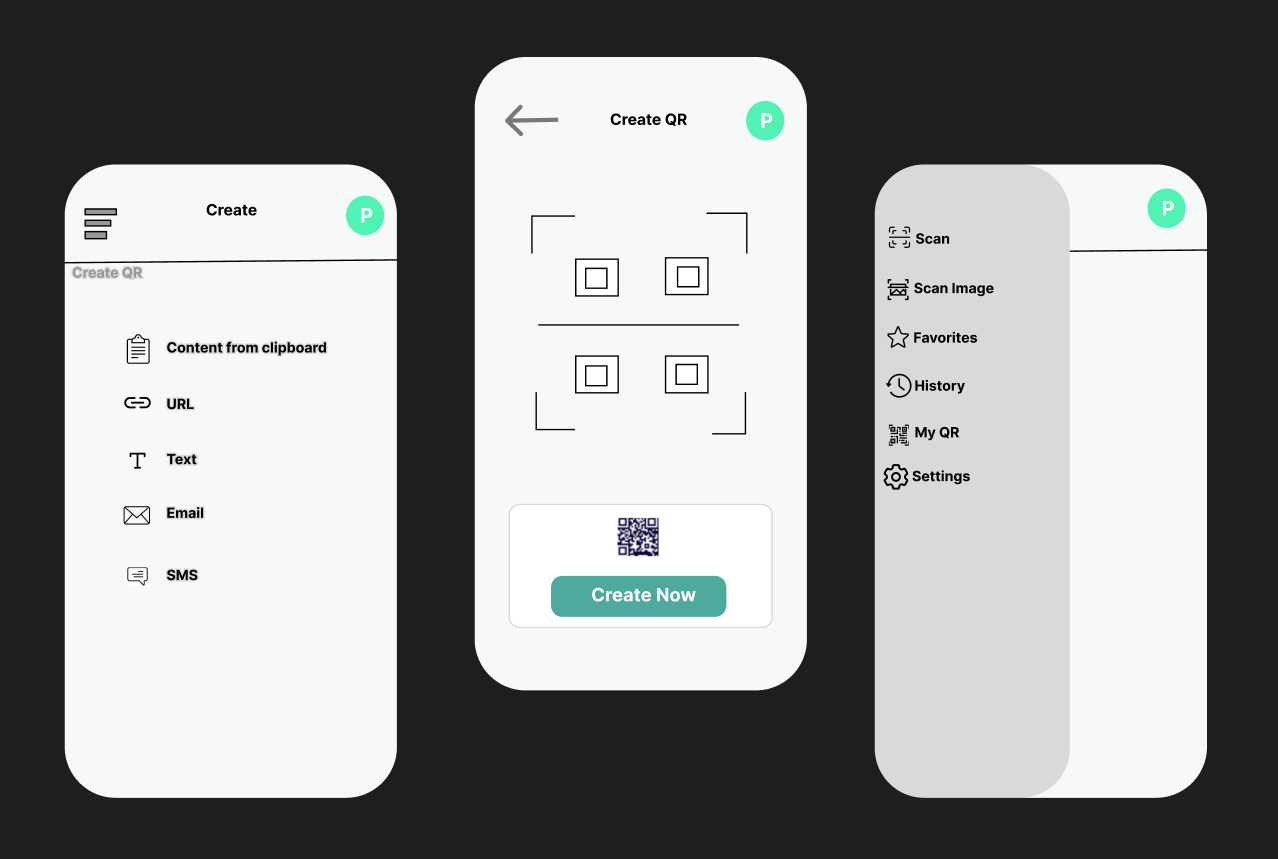 Create
P
Create QR
Content from clipboard
URL
Text
Email
SMS
Create QR
P
Create Now
P
Scan
Scan Image
Favorites
History
My QR
Settings